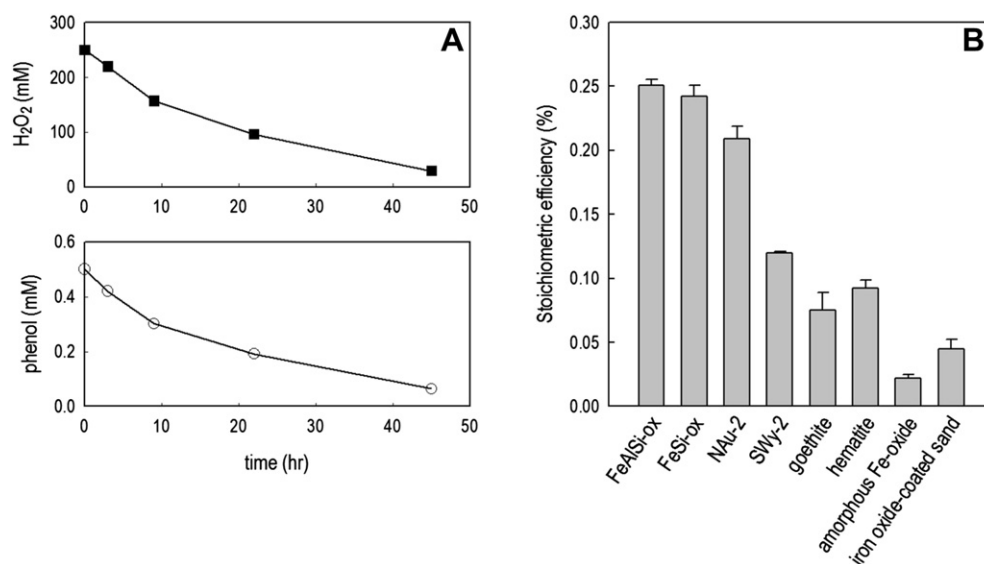 A
300
200
100
0
H₂O₂ (mM)
0 10 20 30 40 50
0.6
0.4
0.2
0.0
phenol (mM)
0 10 20 30 40 50
time (hr)
B
0.30
0.25
0.20
0.15
0.10
0.05
0.00
Stoichiometric efficiency (%)
FeAlSi-ox
FeSi-ox
NAu-2
SWy-2
goethite
hematite
amorphous Fe-oxide
iron oxide-coated sand